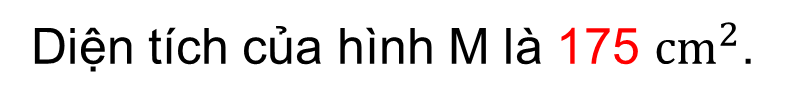 Diện tích của hình M là 175 cm².